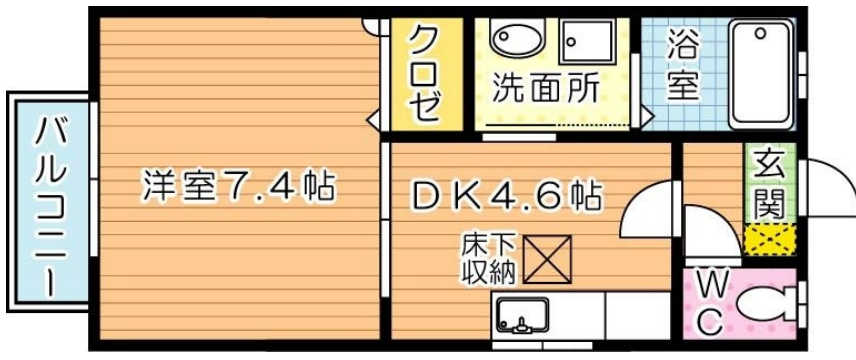 バルコニー
洋室7.4帖
クロゼ
洗面所
浴室
DK4.6帖
床下
収納
玄関
WC